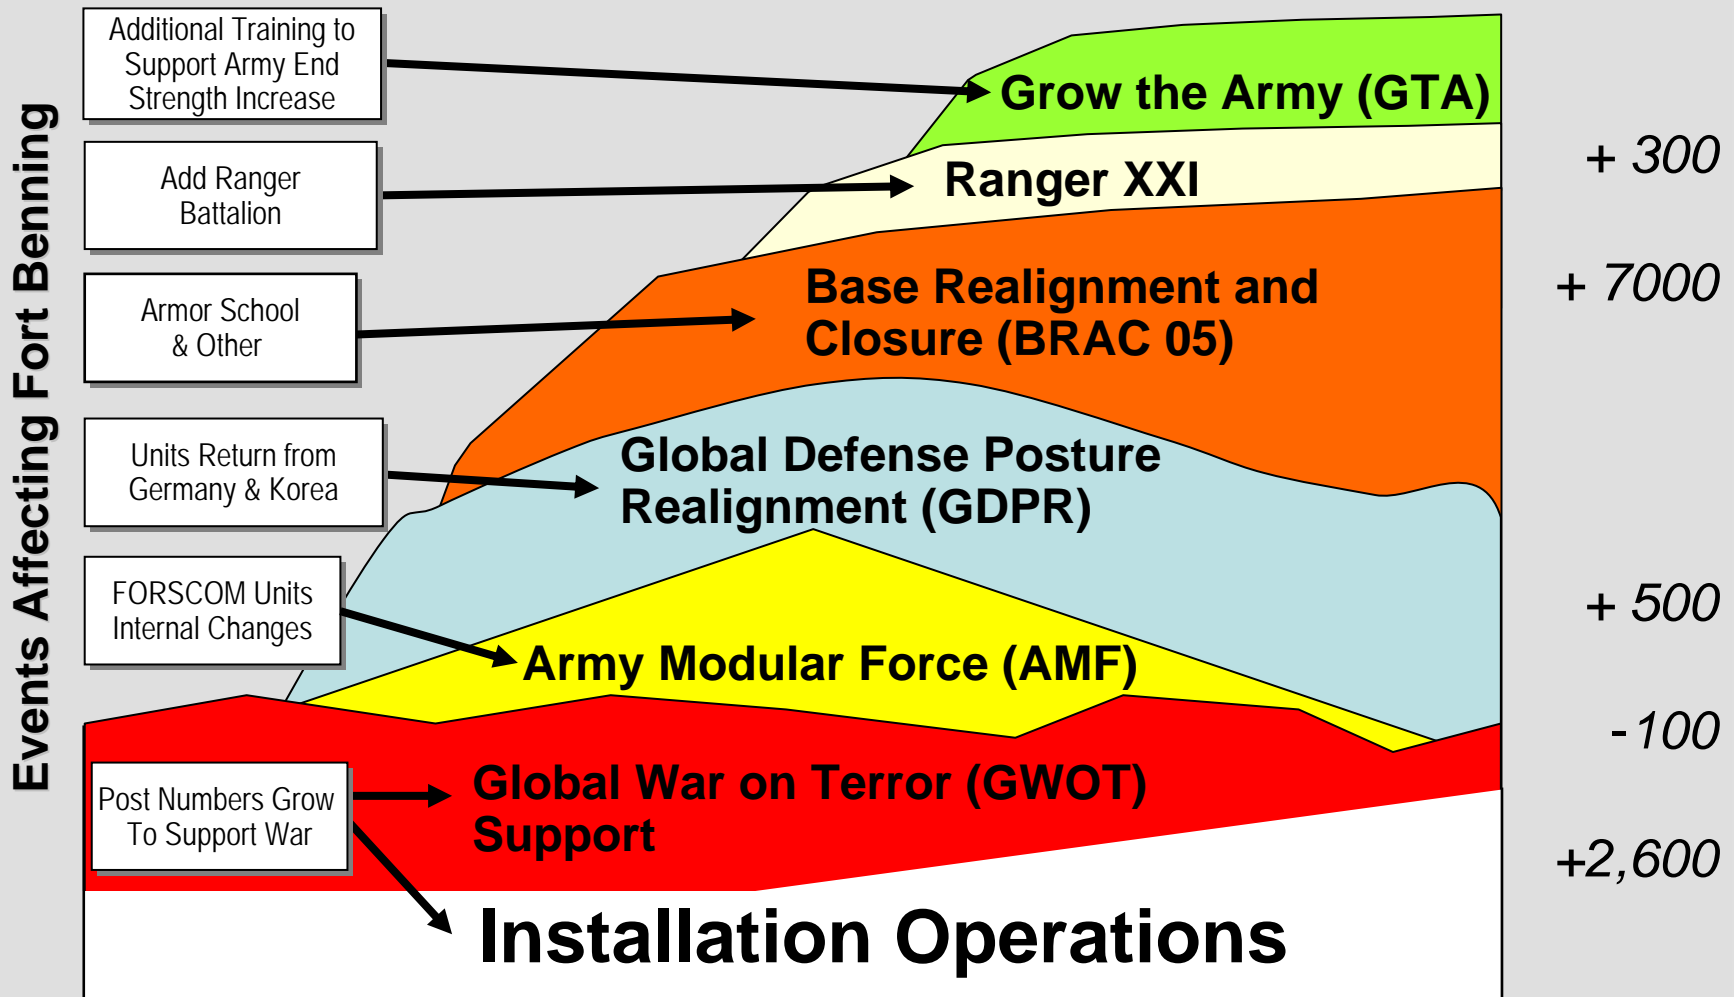 Events Affecting Fort Benning
Additional Training to
Support Army End
Strength Increase
Grow the Army (GTA)
Add Ranger
Battalion
Ranger XXI
+ 300
Armor School
& Other
Base Realignment and
Closure (BRAC 05)
+ 7000
Units Return from
Germany & Korea
Global Defense Posture
Realignment (GDPR)
FORSCOM Units
Internal Changes
+ 500
Army Modular Force (AMF)
-100
Post Numbers Grow
To Support War
Global War on Terror (GWOT)
Support
+2,600
Installation Operations